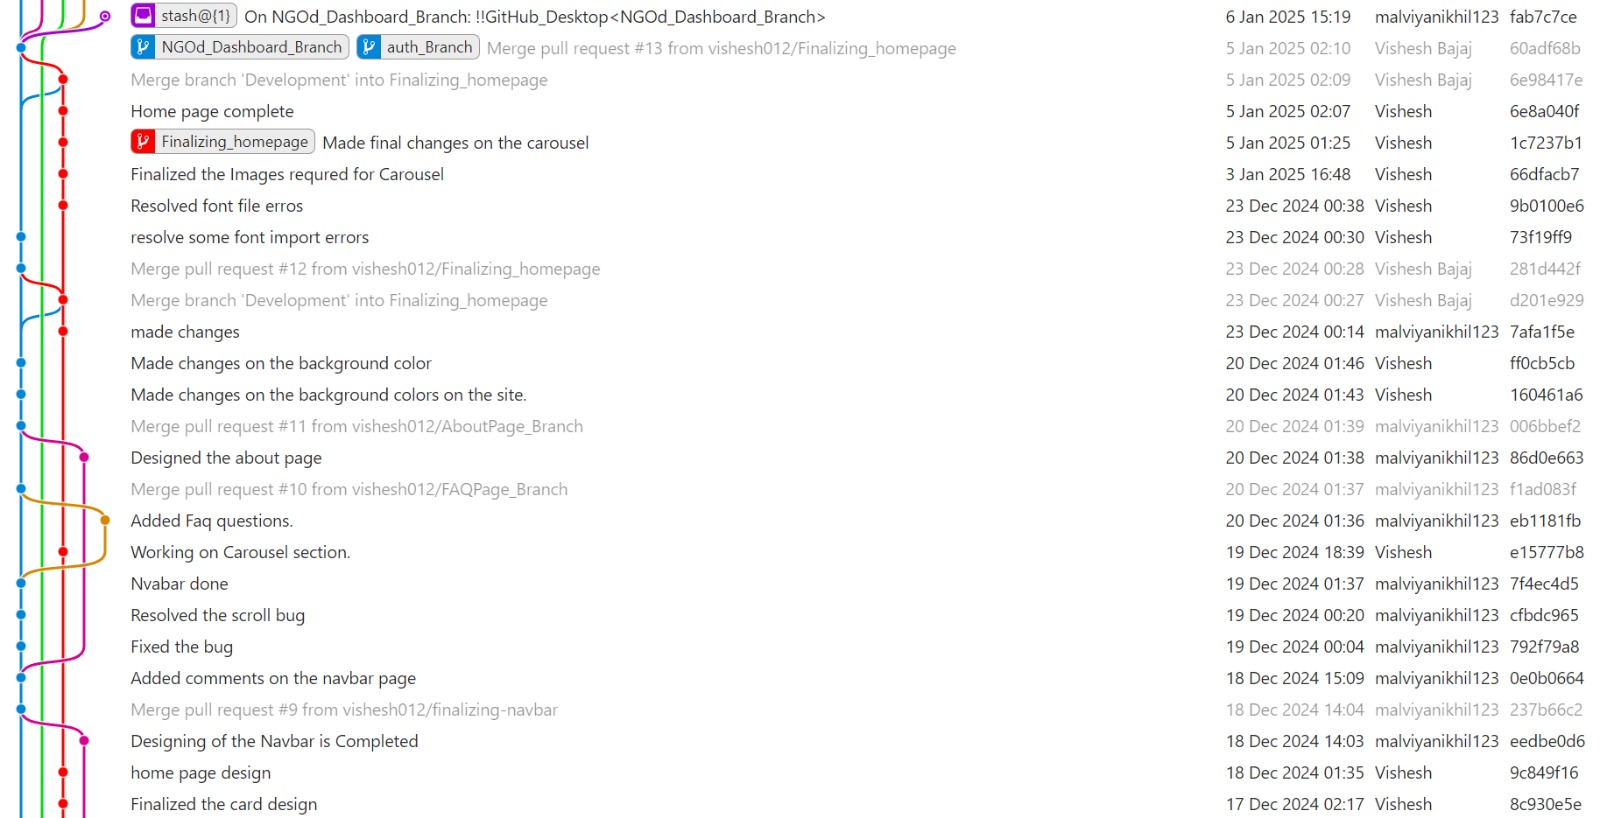 stash@{1} On NGOd_Dashboard_Branch: !!GitHub_Desktop<NGOd_Dashboard_Branch> 6 Jan 2025 15:19 malviyanikhil123 fab7c7ce
NGOd_Dashboard_Branch auth_Branch Merge pull request #13 from vishesh012/Finalizing_homepage 5 Jan 2025 02:10 Vishesh Bajaj 60adf68b
Merge branch 'Development' into Finalizing_homepage 5 Jan 2025 02:09 Vishesh Bajaj 6e98417e
Home page complete 5 Jan 2025 02:07 Vishesh 6e8a040f
Finalizing_homepage Made final changes on the carousel 5 Jan 2025 01:25 Vishesh 1c7237b1
Finalized the Images requred for Carousel 3 Jan 2025 16:48 Vishesh 66dfacb7
Resolved font file erros 23 Dec 2024 00:38 Vishesh 9b0100e6
resolve some font import errors 23 Dec 2024 00:30 Vishesh 73f19ff9
Merge pull request #12 from vishesh012/Finalizing_homepage 23 Dec 2024 00:28 Vishesh Bajaj 281d442f
Merge branch 'Development' into Finalizing_homepage 23 Dec 2024 00:27 Vishesh Bajaj d201e929
made changes 23 Dec 2024 00:14 malviyanikhil123 7afa1f5e
Made changes on the background color 20 Dec 2024 01:46 Vishesh ff0cb5cb
Made changes on the background colors on the site. 20 Dec 2024 01:43 Vishesh 160461a6
Merge pull request #11 from vishesh012/AboutPage_Branch 20 Dec 2024 01:39 malviyanikhil123 006bbef2
Designed the about page 20 Dec 2024 01:38 malviyanikhil123 86d0e663
Merge pull request #10 from vishesh012/FAQPage_Branch 20 Dec 2024 01:37 malviyanikhil123 f1ad083f
Added Faq questions. 20 Dec 2024 01:36 malviyanikhil123 eb1181fb
Working on Carousel section. 19 Dec 2024 18:39 Vishesh e15777b8
Nvabar done 19 Dec 2024 01:37 malviyanikhil123 7f4ec4d5
Resolved the scroll bug 19 Dec 2024 00:20 malviyanikhil123 cfbdc965
Fixed the bug 19 Dec 2024 00:04 malviyanikhil123 792f79a8
Added comments on the navbar page 18 Dec 2024 15:09 malviyanikhil123 0e0b0664
Merge pull request #9 from vishesh012/finalizing-navbar 18 Dec 2024 14:04 malviyanikhil123 237b66c2
Designing of the Navbar is Completed 18 Dec 2024 14:03 malviyanikhil123 eedbe0d6
home page design 18 Dec 2024 01:35 Vishesh 9c849f16
Finalized the card design 17 Dec 2024 02:17 Vishesh 8c930e5e